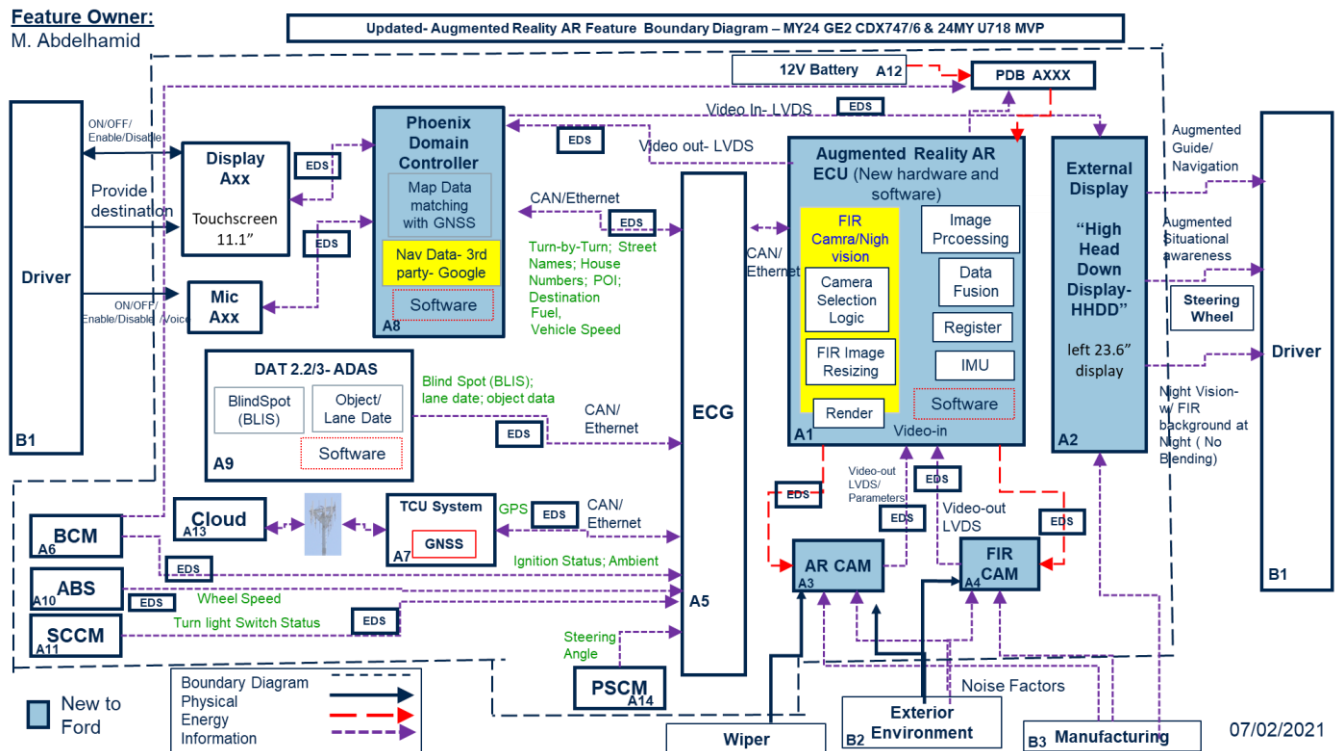 Feature Owner:
M. Abdelhamid
Updated- Augmented Reality AR Feature Boundary Diagram – MY24 GE2 CDX747/6 & 24MY U718 MVP
12V Battery
A12
PDB AXXX
Driver
B1
ON/OFF/
Enable/Disable
Provide
destination
ON/OFF/
Enable/Disable /Voice
Display
Axx
Touchscreen
11.1”
EDS
Mic
Axx
EDS
Phoenix
Domain
Controller
Map Data
matching
with GNSS
Nav Data- 3rd
party- Google
Software
A8
Video In- LVDS
EDS
EDS
Video out- LVDS
CAN/Ethernet
EDS
Turn-by-Turn; Street
Names; House
Numbers; POI;
Destination
Fuel,
Vehicle Speed
ECG
A5
CAN/
Ethernet
Augmented Reality AR
ECU (New hardware and
software)
FIR
Camra/Nigh
vision
Camera
Selection
Logic
FIR Image
Resizing
Render
Image
Prcoessing
Data
Fusion
Register
IMU
Software
A1
Video-in
External
Display
“High
Head
Down
Display-
HHDD”
left 23.6”
display
A2
Augmented
Guide/
Navigation
Augmented
Situational
awareness
Steering
Wheel
Night Vision-
w/ FIR
background at
Night ( No
Blending)
Driver
B1
DAT 2.2/3- ADAS
BlindSpot
(BLIS)
Object/
Lane Date
Software
A9
Blind Spot (BLIS);
lane date; object data
CAN/
Ethernet
EDS
Cloud
A13
TCU System
GNSS
A7
GPS
EDS
CAN/
Ethernet
BCM
A6
EDS
Ignition Status; Ambient
ABS
A10
EDS
Wheel Speed
SCCM
A11
Turn light Switch Status
EDS
Steering
Angle
PSCM
A14
EDS
Video-out
LVDS/
Parameters
EDS
EDS
Video-out
LVDS
EDS
AR CAM
A3
FIR
CAM
A4
Noise Factors
Wiper
Exterior
Environment
B2
Manufacturing
B3
New to
Ford
Boundary Diagram
Physical
Energy
Information
07/02/2021